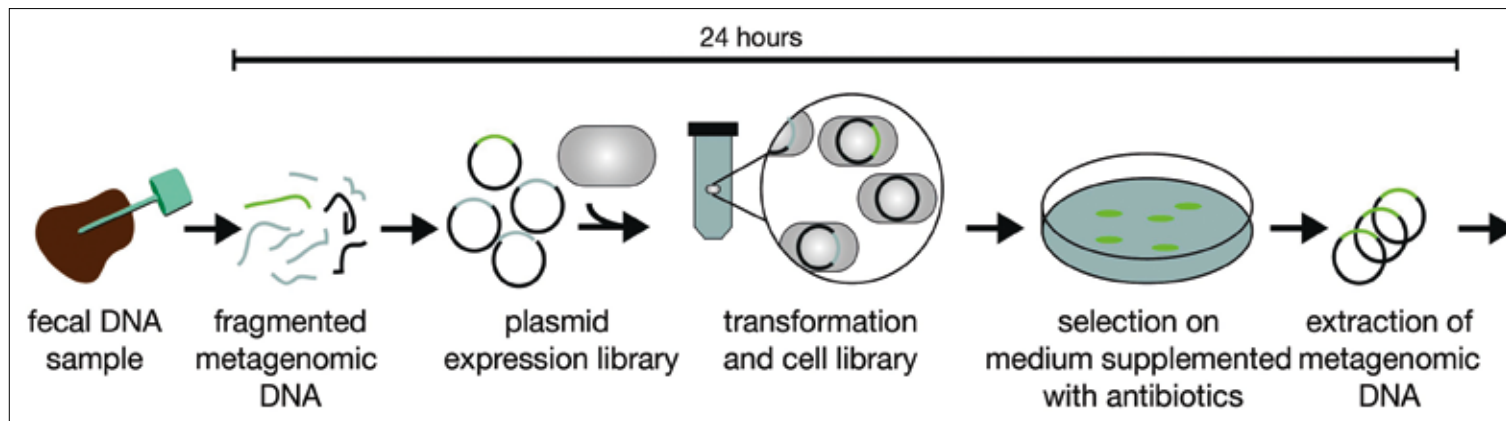 24 hours
fecal DNA
sample
fragmented
metagenomic
DNA
plasmid
expression library
transformation
and cell library
selection on
medium supplemented
with antibiotics
extraction of
metagenomic
DNA